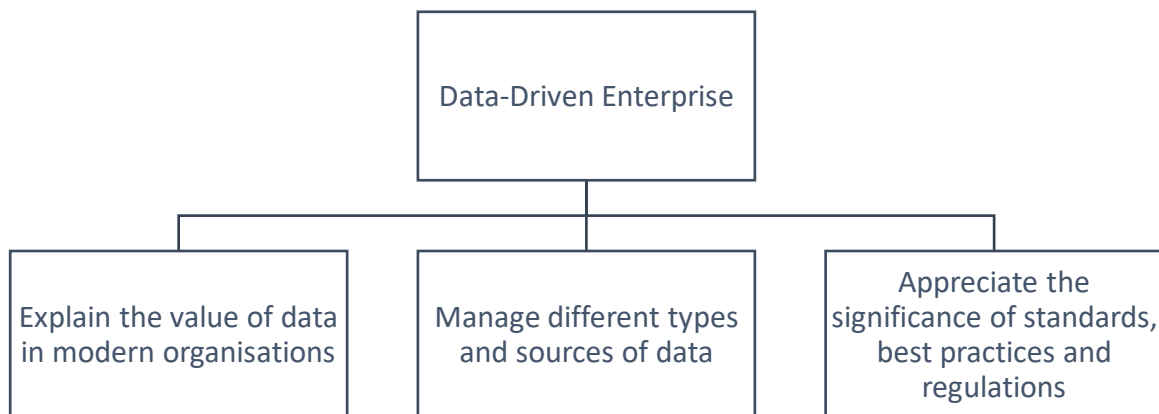 Data-Driven Enterprise
Explain the value of data
in modern organisations
Manage different types
and sources of data
Appreciate the
significance of standards,
best practices and
regulations